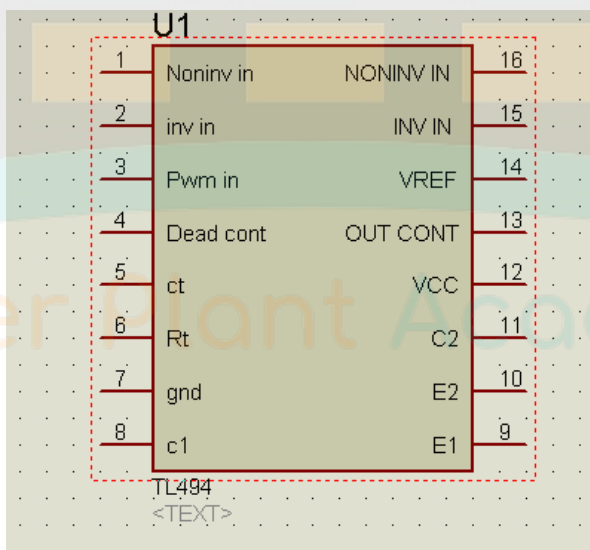 U1
1 Noninv in NONINV IN 16
2 inv in INV IN 15
3 Pwm in VREF 14
4 Dead cont OUT CONT 13
5 ct VCC 12
6 Rt C2 11
7 gnd E2 10
8 c1 E1 9
TL494
<TEXT>
Plant